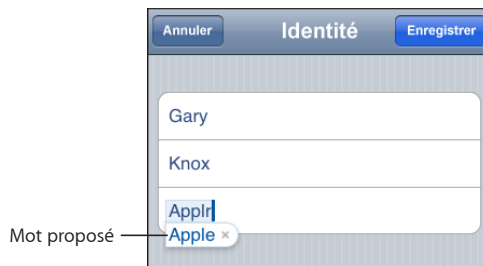 Annuler Identité Enregistrer
Gary
Knox
Applr
Mot proposé Apple ×